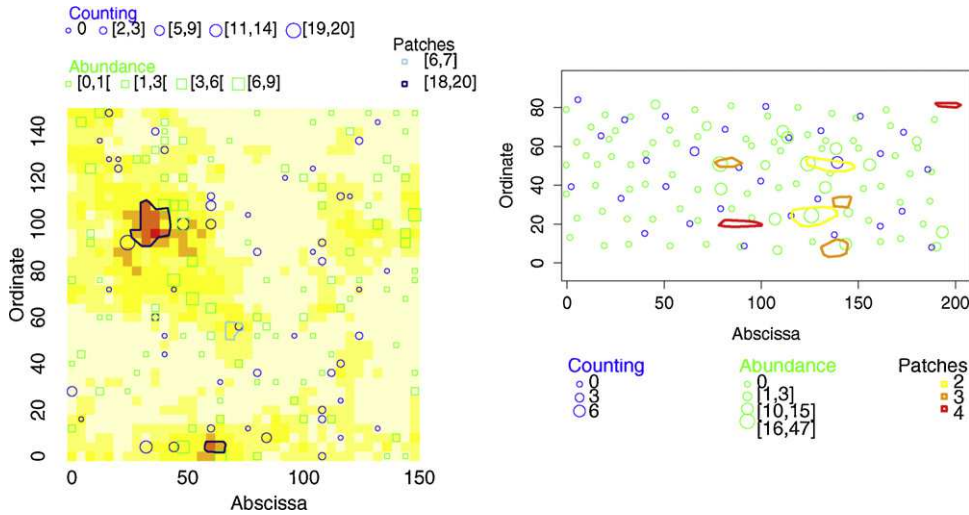 Counting
0 [2,3] [5,9] [11,14] [19,20]
Patches
[6,7]
[18,20]
Abundance
[0,1[ [1,3[ [3,6[ [6,9]
Ordinate
140
120
100
80
60
40
20
0
0 50 100 150
Abscissa
Ordinate
80
60
40
20
0
0 50 100 150 200
Abscissa
Counting
0
3
6
Abundance
0
[1,3]
[10,15]
[16,47]
Patches
2
3
4